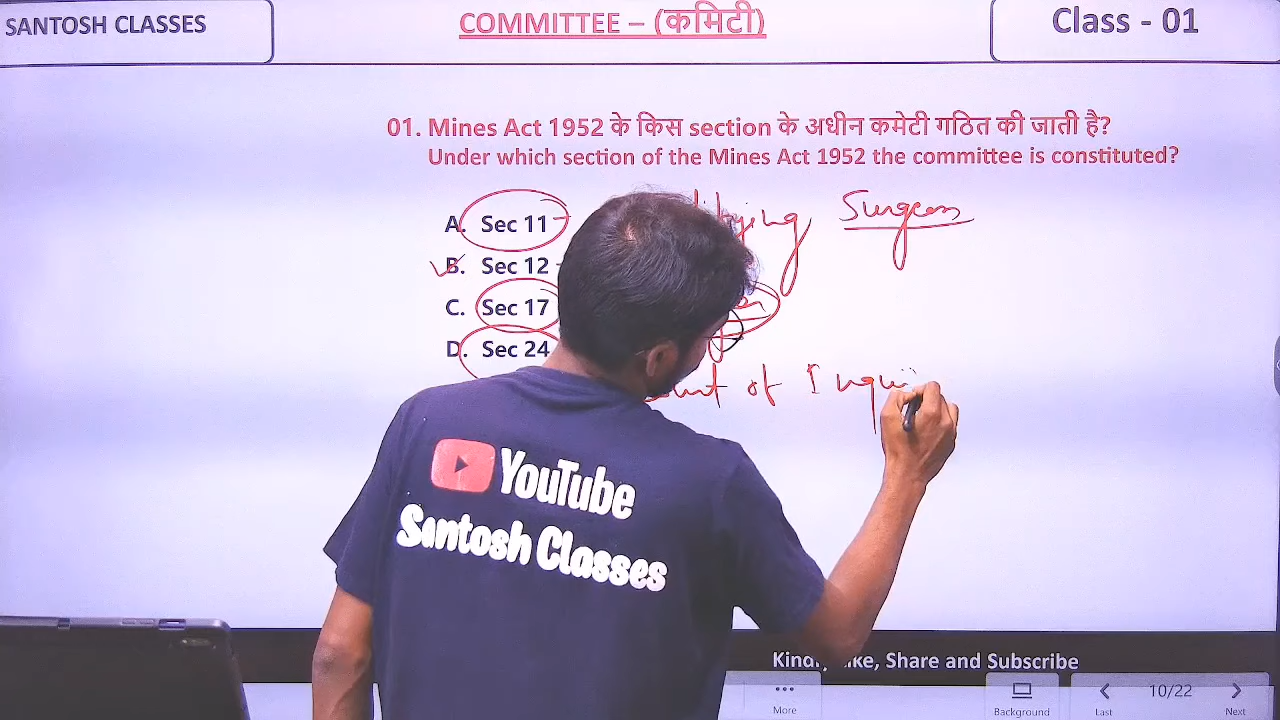 SANTOSH CLASSES
COMMITTEE – (कमिटी)
Class - 01
01. Mines Act 1952 के किस section के अधीन कमेटी गठित की जाती है?
Under which section of the Mines Act 1952 the committee is constituted?
A. Sec 11 Surgeon
B. Sec 12
C. Sec 17
D. Sec 24
of Inqui
YouTube
Santosh Classes
Share and Subscribe
More
Background
Last
10/22
Next